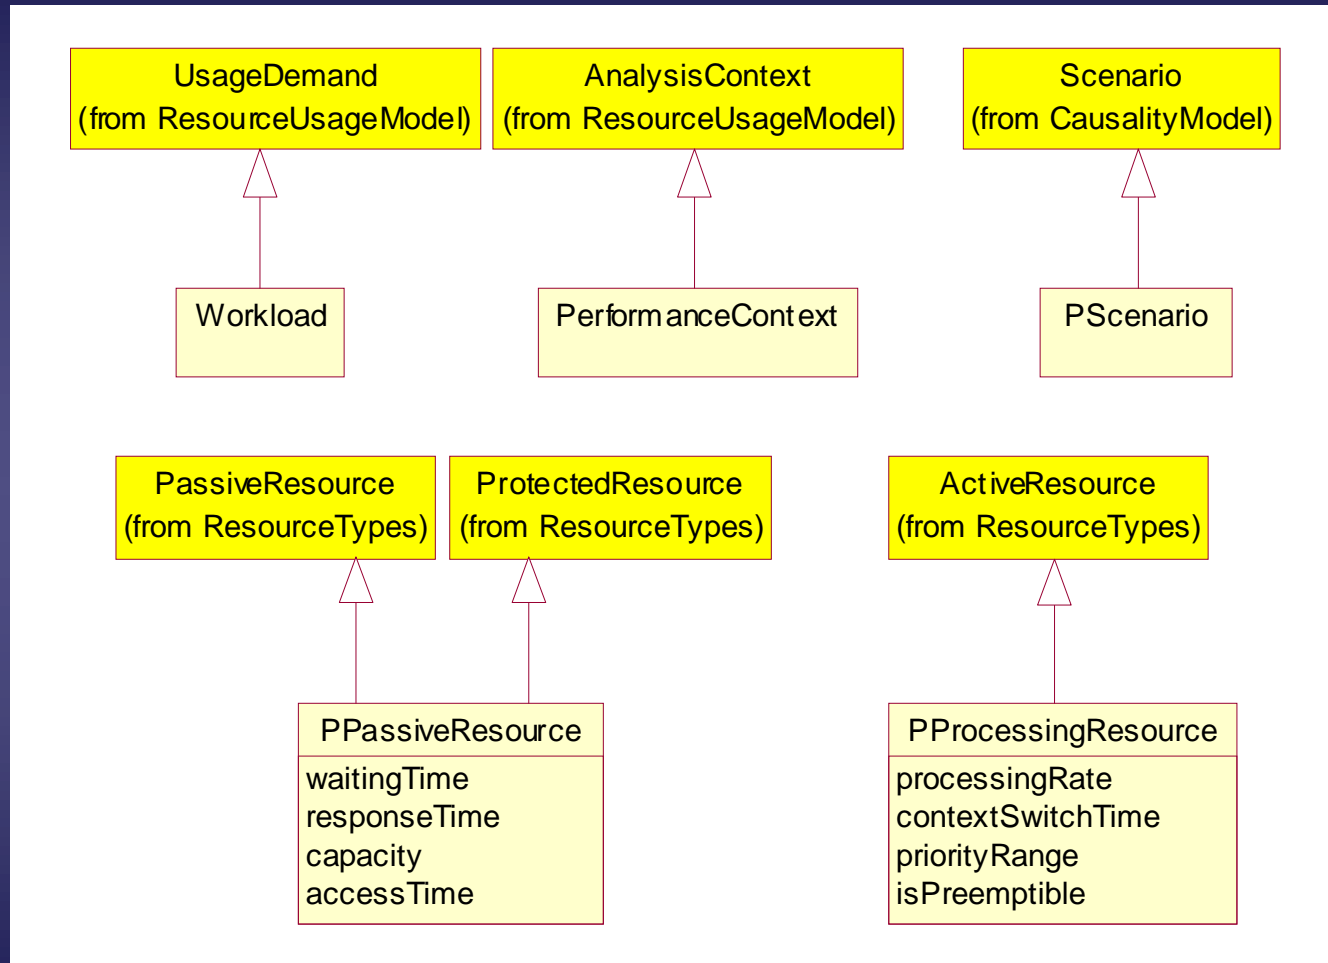 UsageDemand
(from ResourceUsageModel)
AnalysisContext
(from ResourceUsageModel)
Scenario
(from CausalityModel)
Workload
PerformanceContext
PScenario
PassiveResource
(from ResourceTypes)
ProtectedResource
(from ResourceTypes)
ActiveResource
(from ResourceTypes)
PPassiveResource
waitingTime
responseTime
capacity
accessTime
PProcessingResource
processingRate
contextSwitchTime
priorityRange
isPreemptible